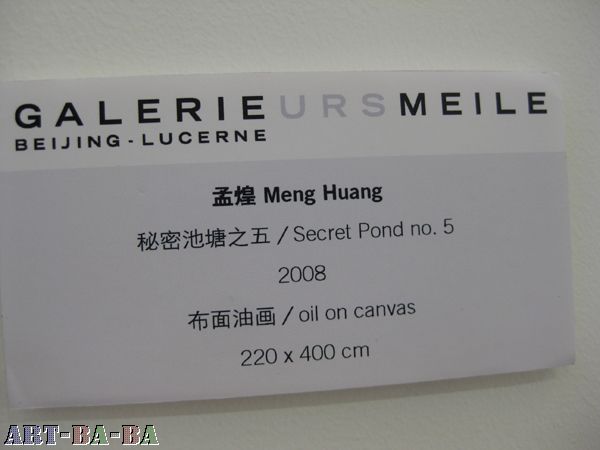 GALERIEURSMEILE
BEIJING - LUCERNE
孟煌 Meng Huang
秘密池塘之五 / Secret Pond no. 5
2008
布面油画 / oil on canvas
220 x 400 cm
ART-BA-BA